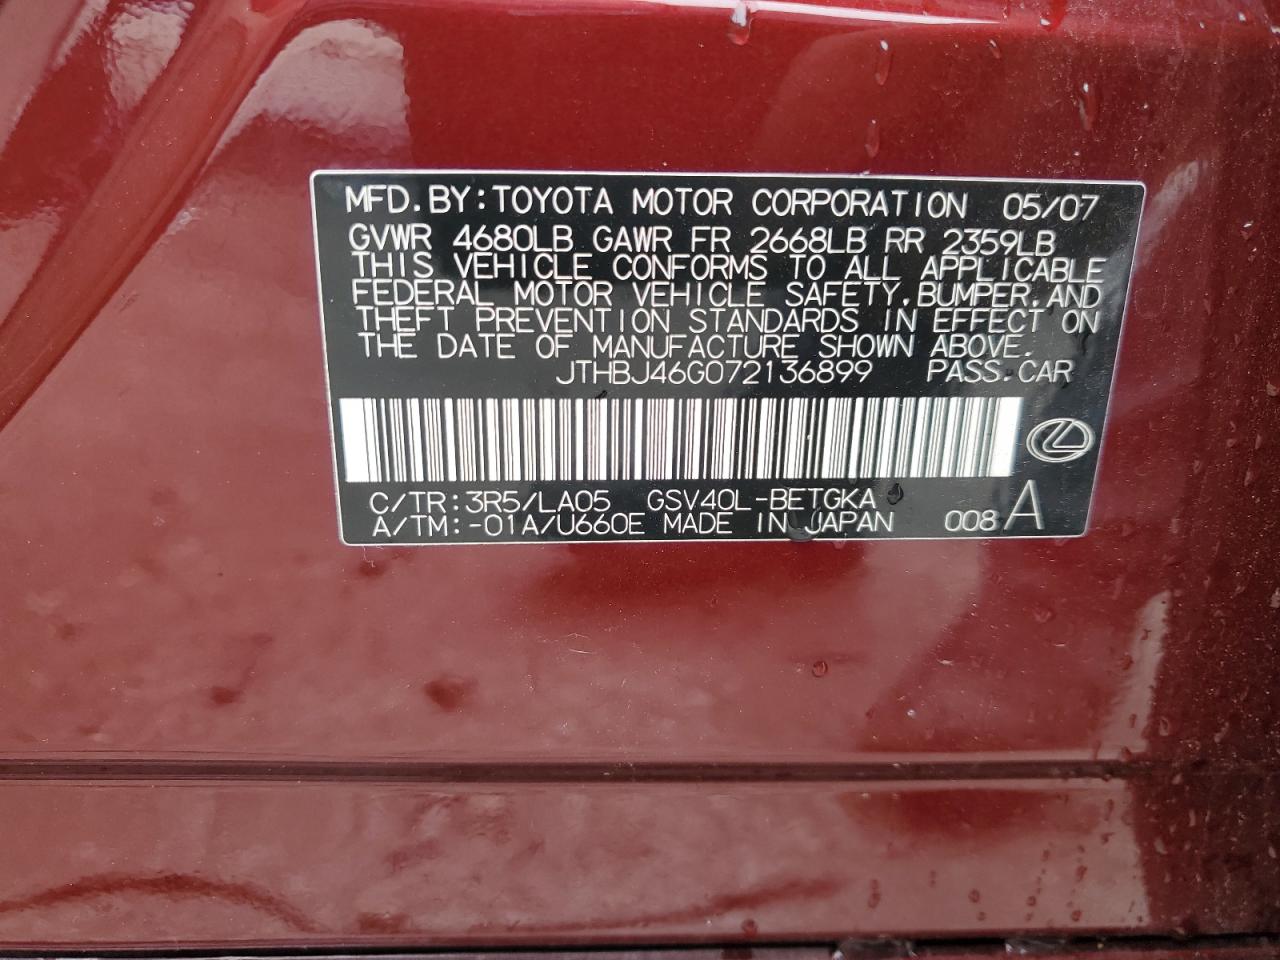 MFD.BY:TOYOTA MOTOR CORPORATION 05/07
GVWR 4680LB GAWR FR 2668LB RR 2359LB
THIS VEHICLE CONFORMS TO ALL APPLICABLE
FEDERAL MOTOR VEHICLE SAFETY,BUMPER,AND
THEFT PREVENTION STANDARDS IN EFFECT ON
THE DATE OF MANUFACTURE SHOWN ABOVE.
JTHBJ46G072136899 PASS.CAR
C/TR:3R5/LA05 GSV40L-BETGKA
A/TM:-01A/U660E MADE IN JAPAN 008 A